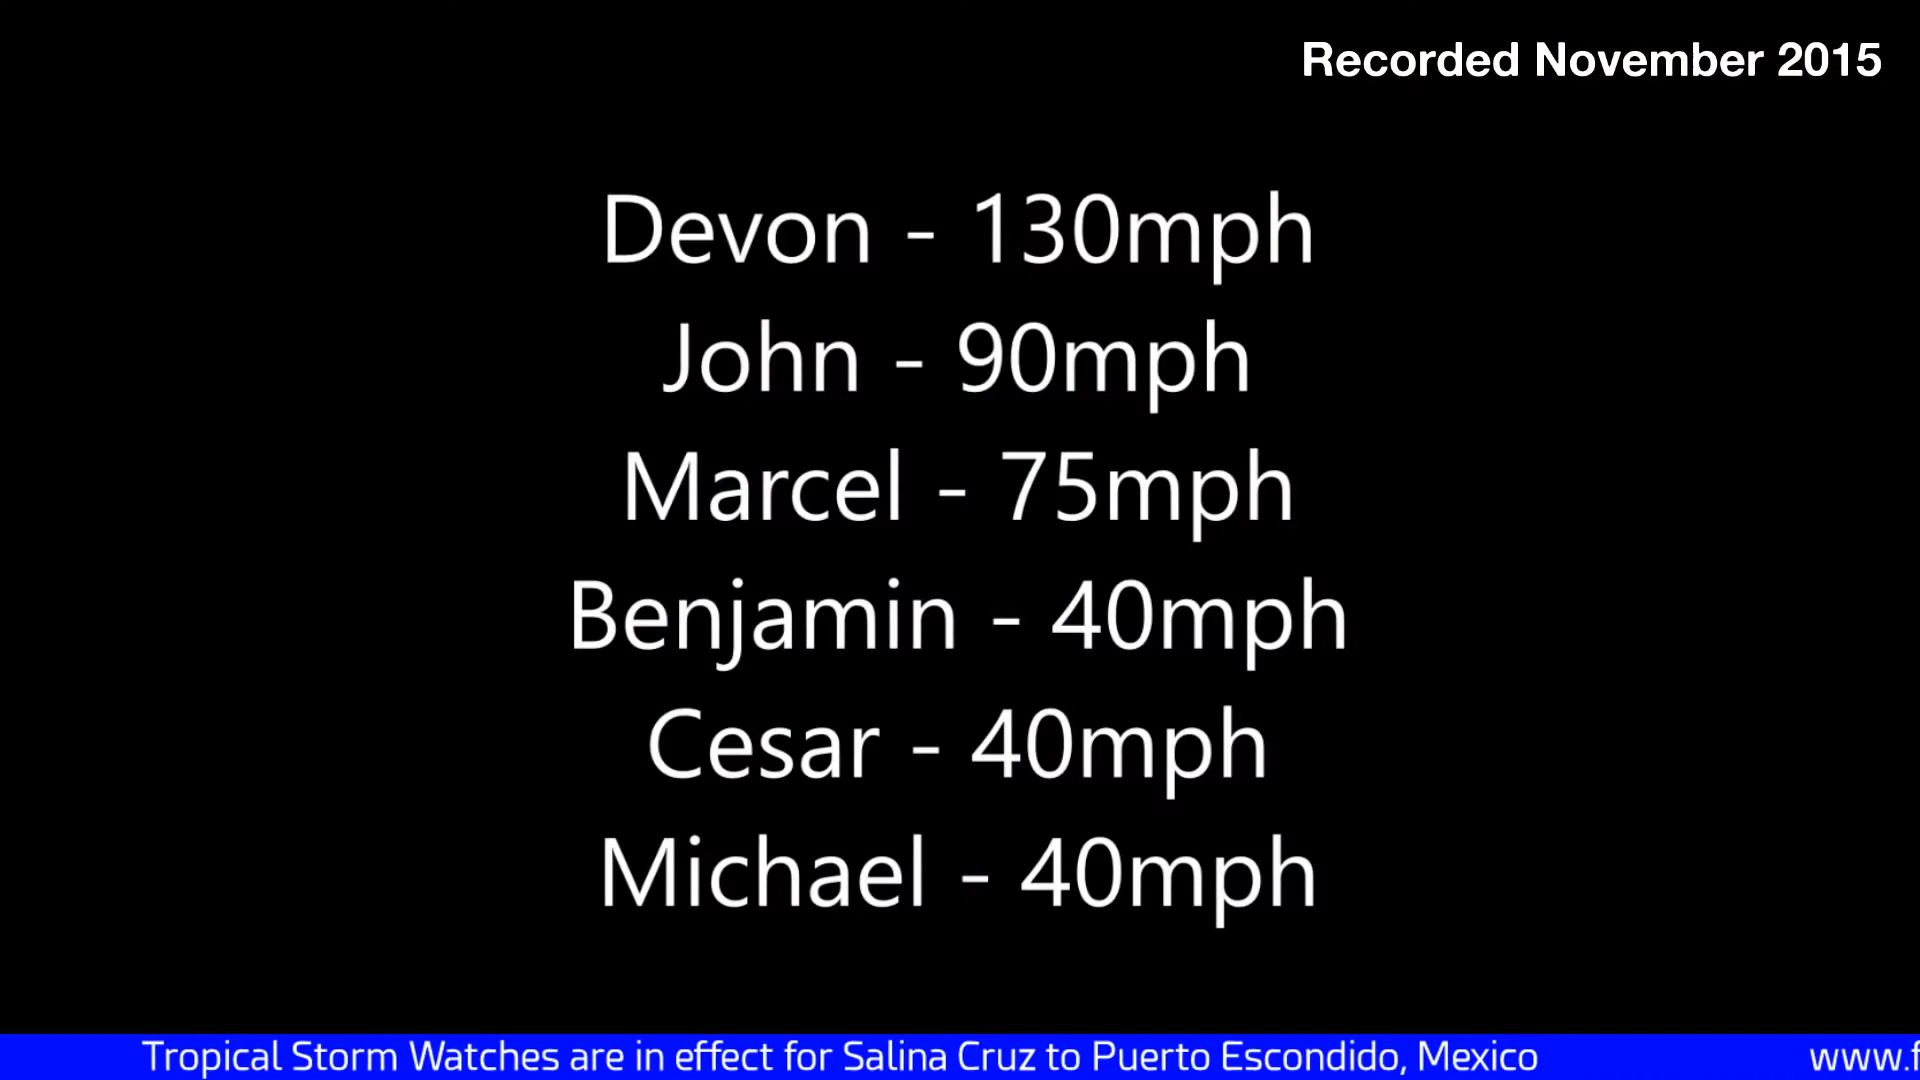 Recorded November 2015
Devon - 130mph
John - 90mph
Marcel - 75mph
Benjamin - 40mph
Cesar - 40mph
Michael - 40mph
Tropical Storm Watches are in effect for Salina Cruz to Puerto Escondido, Mexico